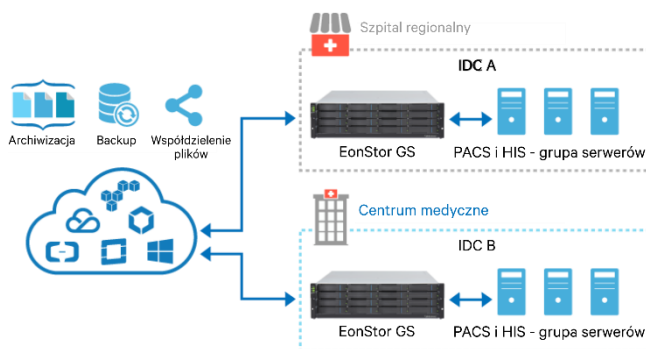 Szpital regionalny
IDC A
Archiwizacja
Backup
Współdzielenie
plików
EonStor GS
PACS i HIS - grupa serwerów
Centrum medyczne
IDC B
EonStor GS
PACS i HIS - grupa serwerów